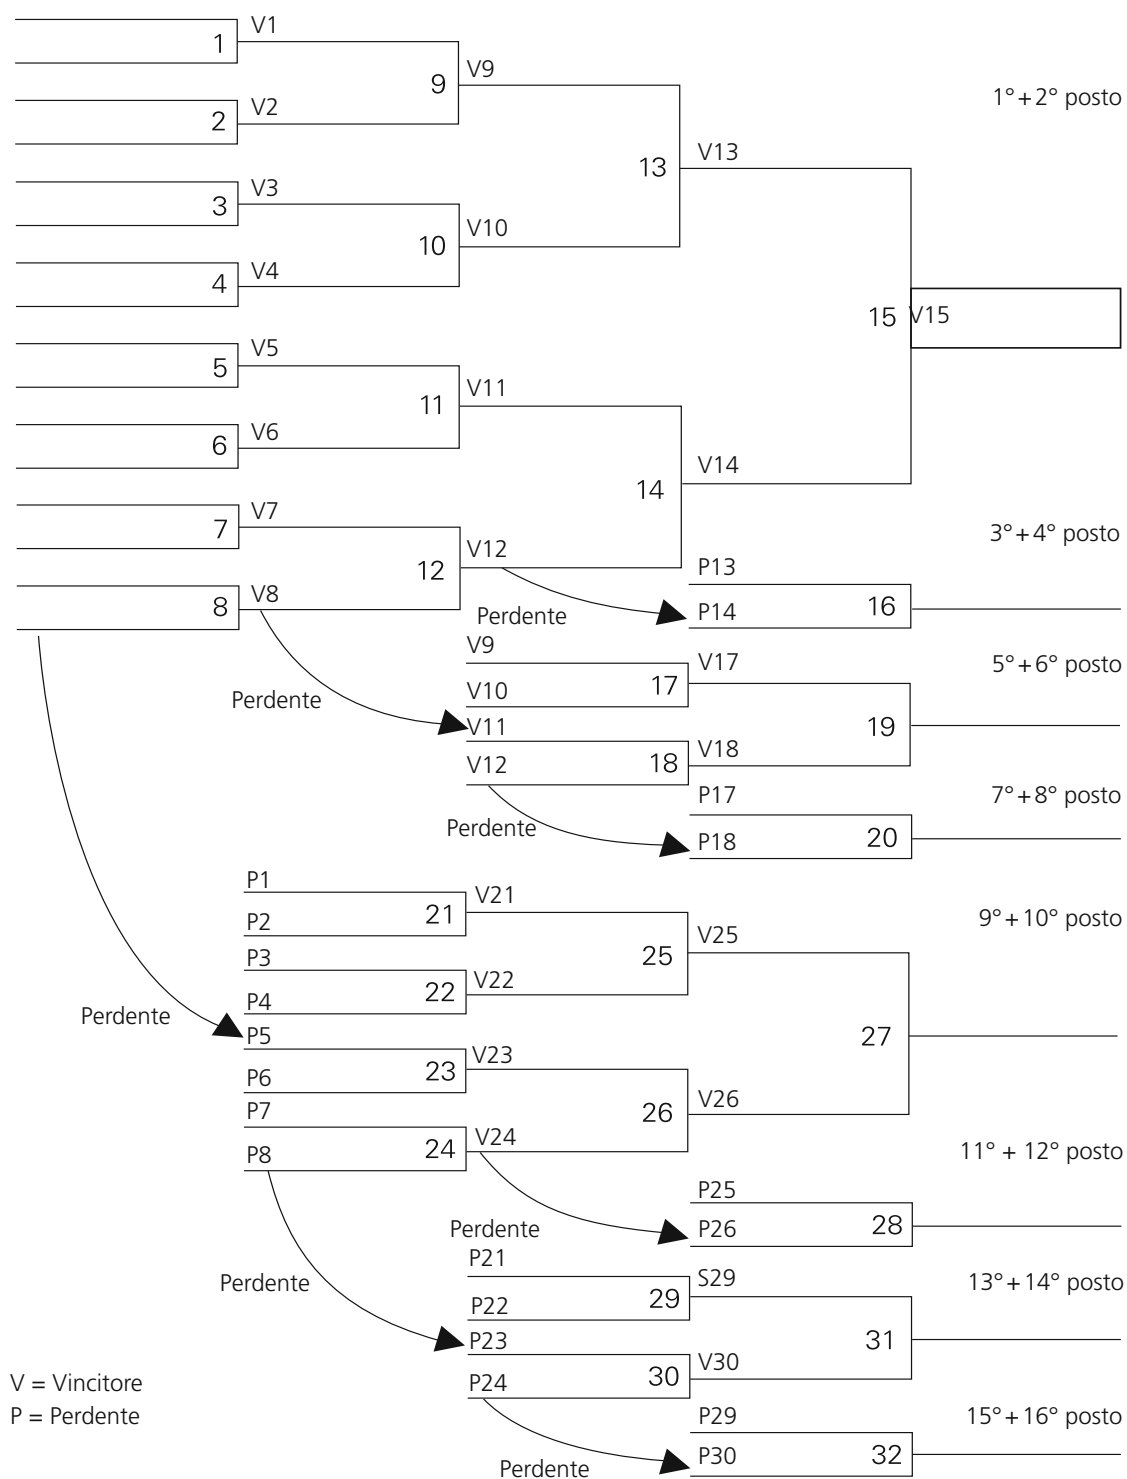 V1
1
V9
9
1°+2° posto
V2
2
V13
13
V3
3
V10
10
V4
4
15 V15
V5
5
V11
11
V6
6
V14
14
V7
7
3°+4° posto
V12
12
P13
V8
8
P14
16
Perdente
V9
V17
5°+6° posto
17
V10
Perdente
V11
19
V18
V12
18
P17
7°+8° posto
Perdente
P18
20
P1
V21
21
P2
9°+10° posto
V25
25
P3
V22
22
P4
Perdente
P5
27
V23
23
P6
V26
26
P7
V24
24
P8
11° + 12° posto
P25
P26
28
Perdente
P21
S29
13°+14° posto
Perdente
29
P22
P23
31
V30
30
P24
V = Vincitore
P = Perdente
P29
15°+16° posto
P30
32
Perdente